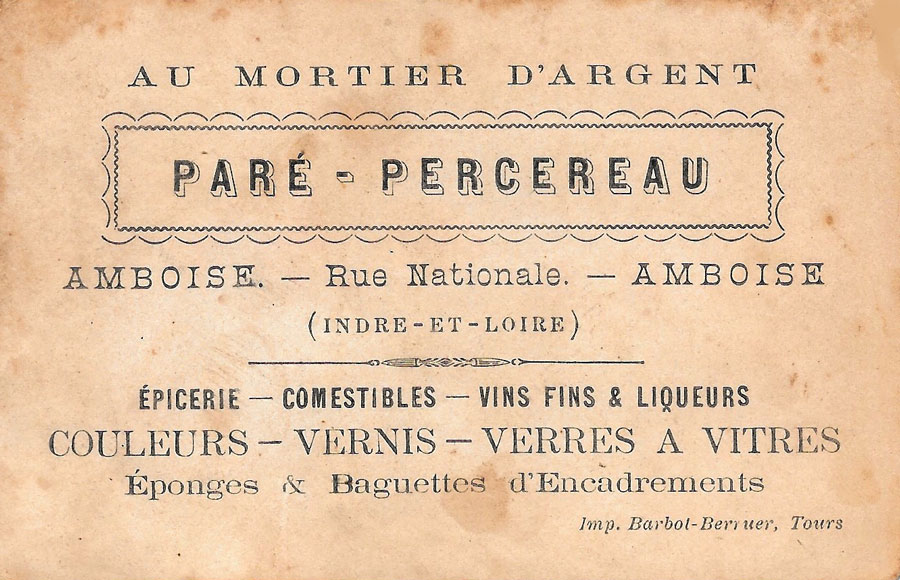 AU MORTIER D'ARGENT
PARÉ - PERCEREAU
AMBOISE. — Rue Nationale. — AMBOISE
(INDRE-ET-LOIRE)
ÉPICERIE — COMESTIBLES — VINS FINS & LIQUEURS
COULEURS — VERNIS — VERRES A VITRES
Éponges & Baguettes d'Encadrements
Imp. Barbot-Berruer, Tours